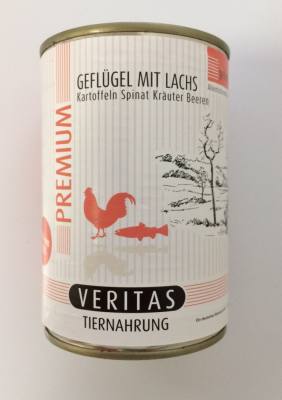 GEFLÜGEL MIT LACHS
Kartoffeln Spinat Kräuter Beeren
PREMIUM
VERITAS
TIERNAHRUNG